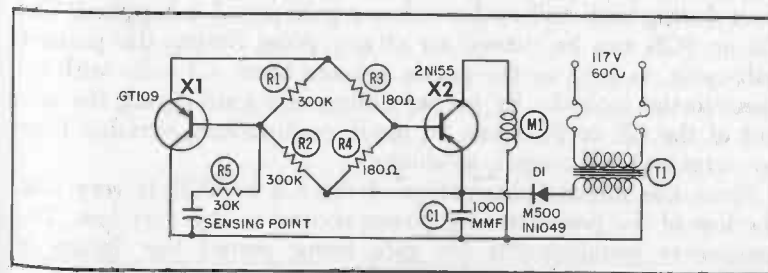 R1
R3
2N155
117V
60~
X1
X2
GT109
300K
180Ω
M1
R2
R4
R5
300K
180Ω
T1
30K
D1
SENSING POINT
C1
1000
MMF
M500
IN1049